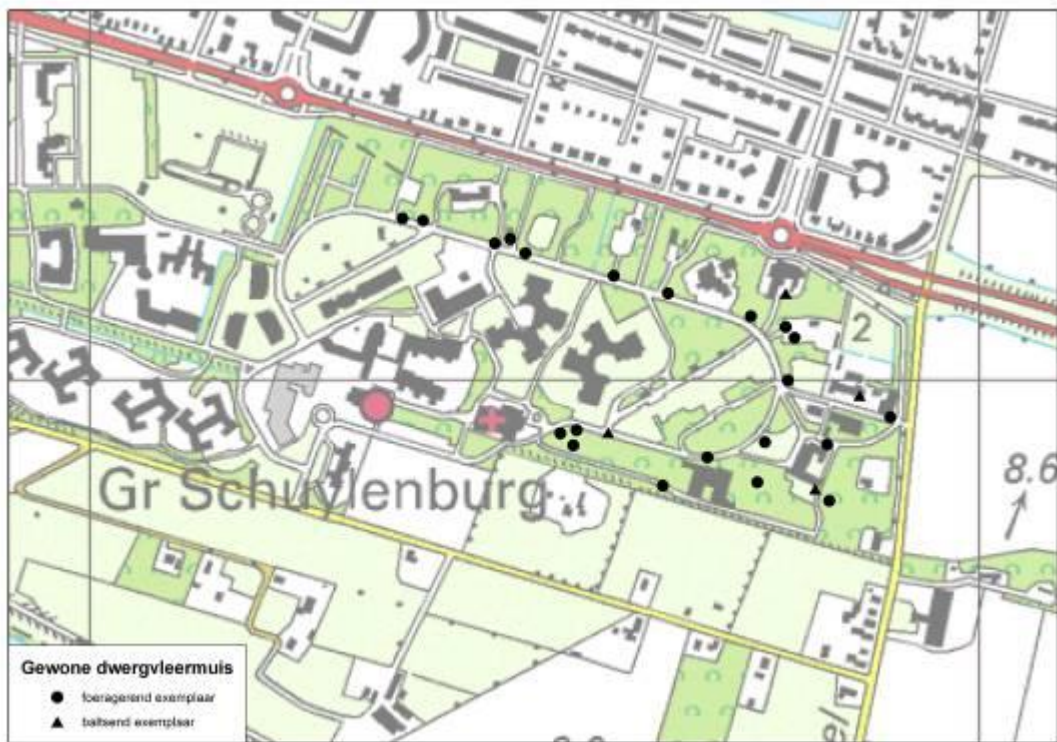 2
Gr Schuylenburg
8.6
Gewone dwergvleermuis
foeragerend exemplaar
baltsend exemplaar